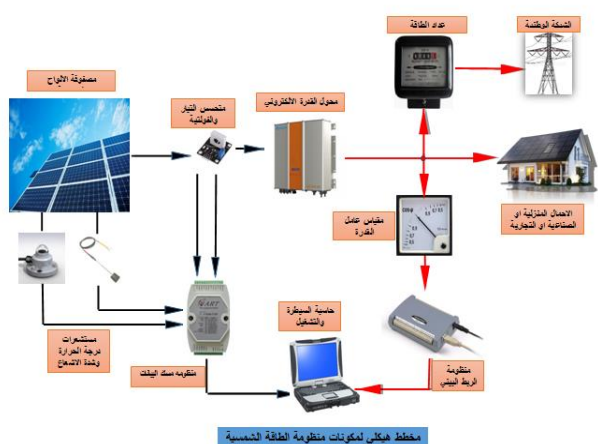 الشبكة الوطنية
عداد الطاقة
مصفوفة الالواح
محول القدرة الالكتروني
متحسس التيار
والفولتية
الاحمال المنزلية او
الصناعية او التجارية
مقياس عامل
القدرة
حاسبة السيطرة
والتشغيل
مستشعرات
درجة الحرارة
وشدة الاشعاع
منظومه مسك البيانات
منظومة
الربط البيني
مخطط هيكلي لمكونات منظومة الطاقة الشمسية